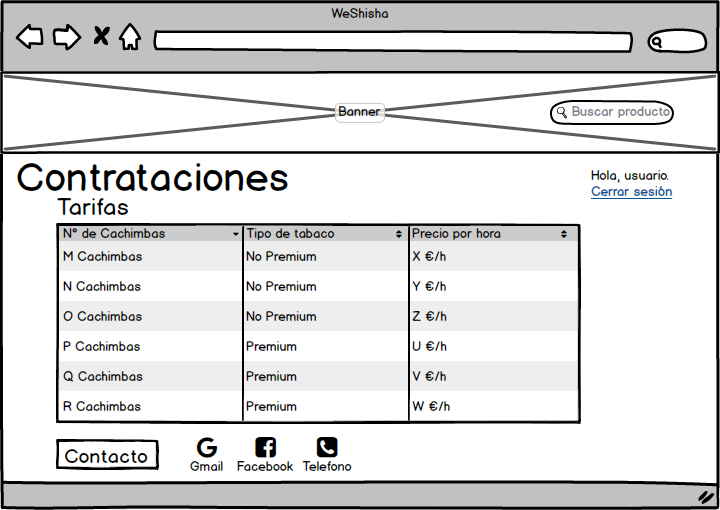 WeShisha
Banner
Buscar producto
Contrataciones
Hola, usuario.
Cerrar sesión
Tarifas
Nº de Cachimbas Tipo de tabaco Precio por hora
M Cachimbas No Premium X €/h
N Cachimbas No Premium Y €/h
O Cachimbas No Premium Z €/h
P Cachimbas Premium U €/h
Q Cachimbas Premium V €/h
R Cachimbas Premium W €/h
Contacto
Gmail Facebook Telefono